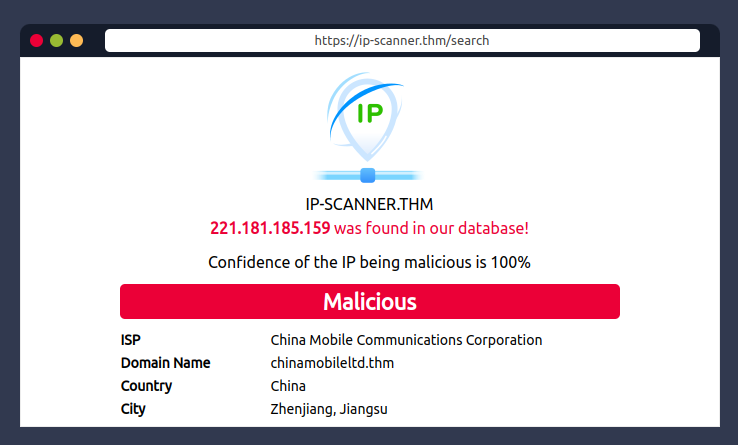 https://ip-scanner.thm/search
IP
IP-SCANNER.THM
221.181.185.159 was found in our database!
Confidence of the IP being malicious is 100%
Malicious
ISP China Mobile Communications Corporation
Domain Name chinamobileltd.thm
Country China
City Zhenjiang, Jiangsu